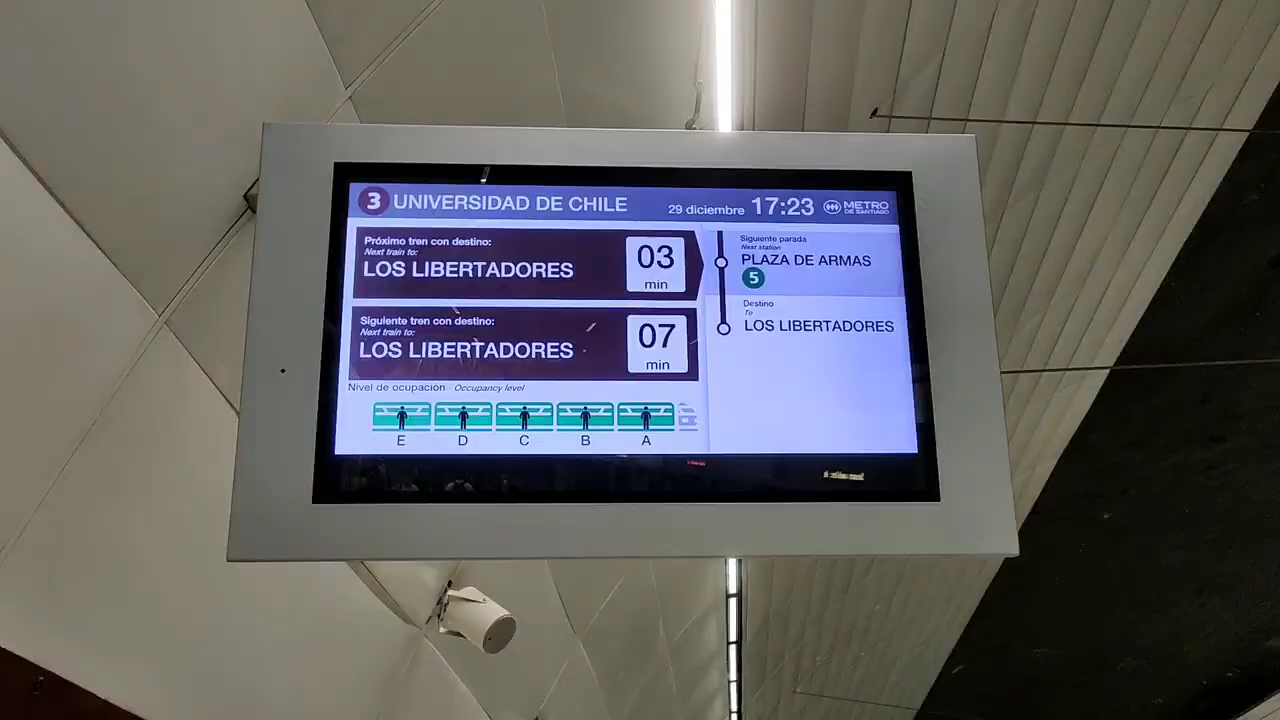 3 UNIVERSIDAD DE CHILE 29 diciembre 17:23 METRO DE SANTIAGO
Próximo tren con destino:
Next train to:
LOS LIBERTADORES
03
min
Siguiente tren con destino:
Next train to:
LOS LIBERTADORES
07
min
Nivel de ocupación · Occupancy level
E D C B A
Siguiente parada
Next station
PLAZA DE ARMAS
5
Destino
To
LOS LIBERTADORES